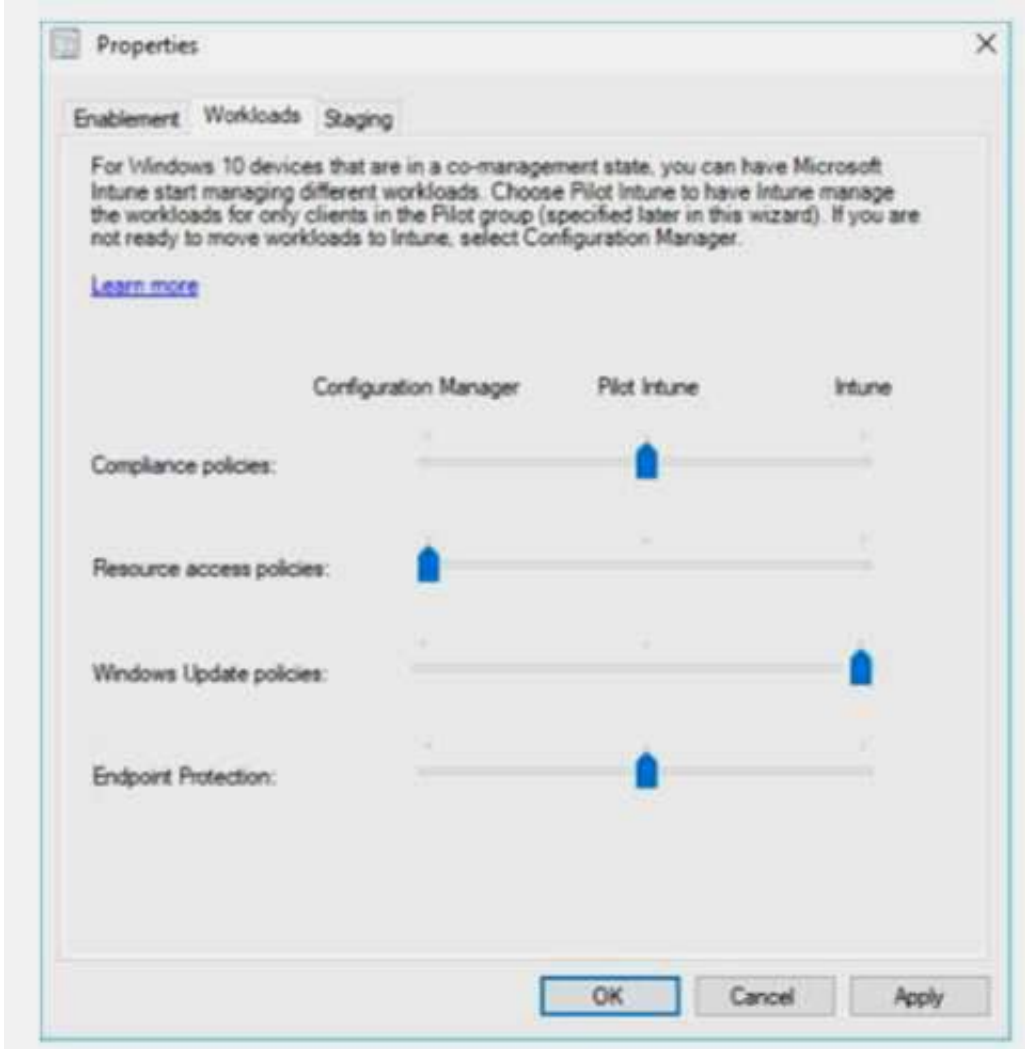 Properties
Enablement Workloads Staging
For Windows 10 devices that are in a co-management state, you can have Microsoft
Intune start managing different workloads. Choose Pilot Intune to have Intune manage
the workloads for only clients in the Pilot group (specified later in this wizard). If you are
not ready to move workloads to Intune, select Configuration Manager.
Learn more
Configuration Manager Pilot Intune Intune
Compliance policies:
Resource access policies:
Windows Update policies:
Endpoint Protection:
OK Cancel Apply